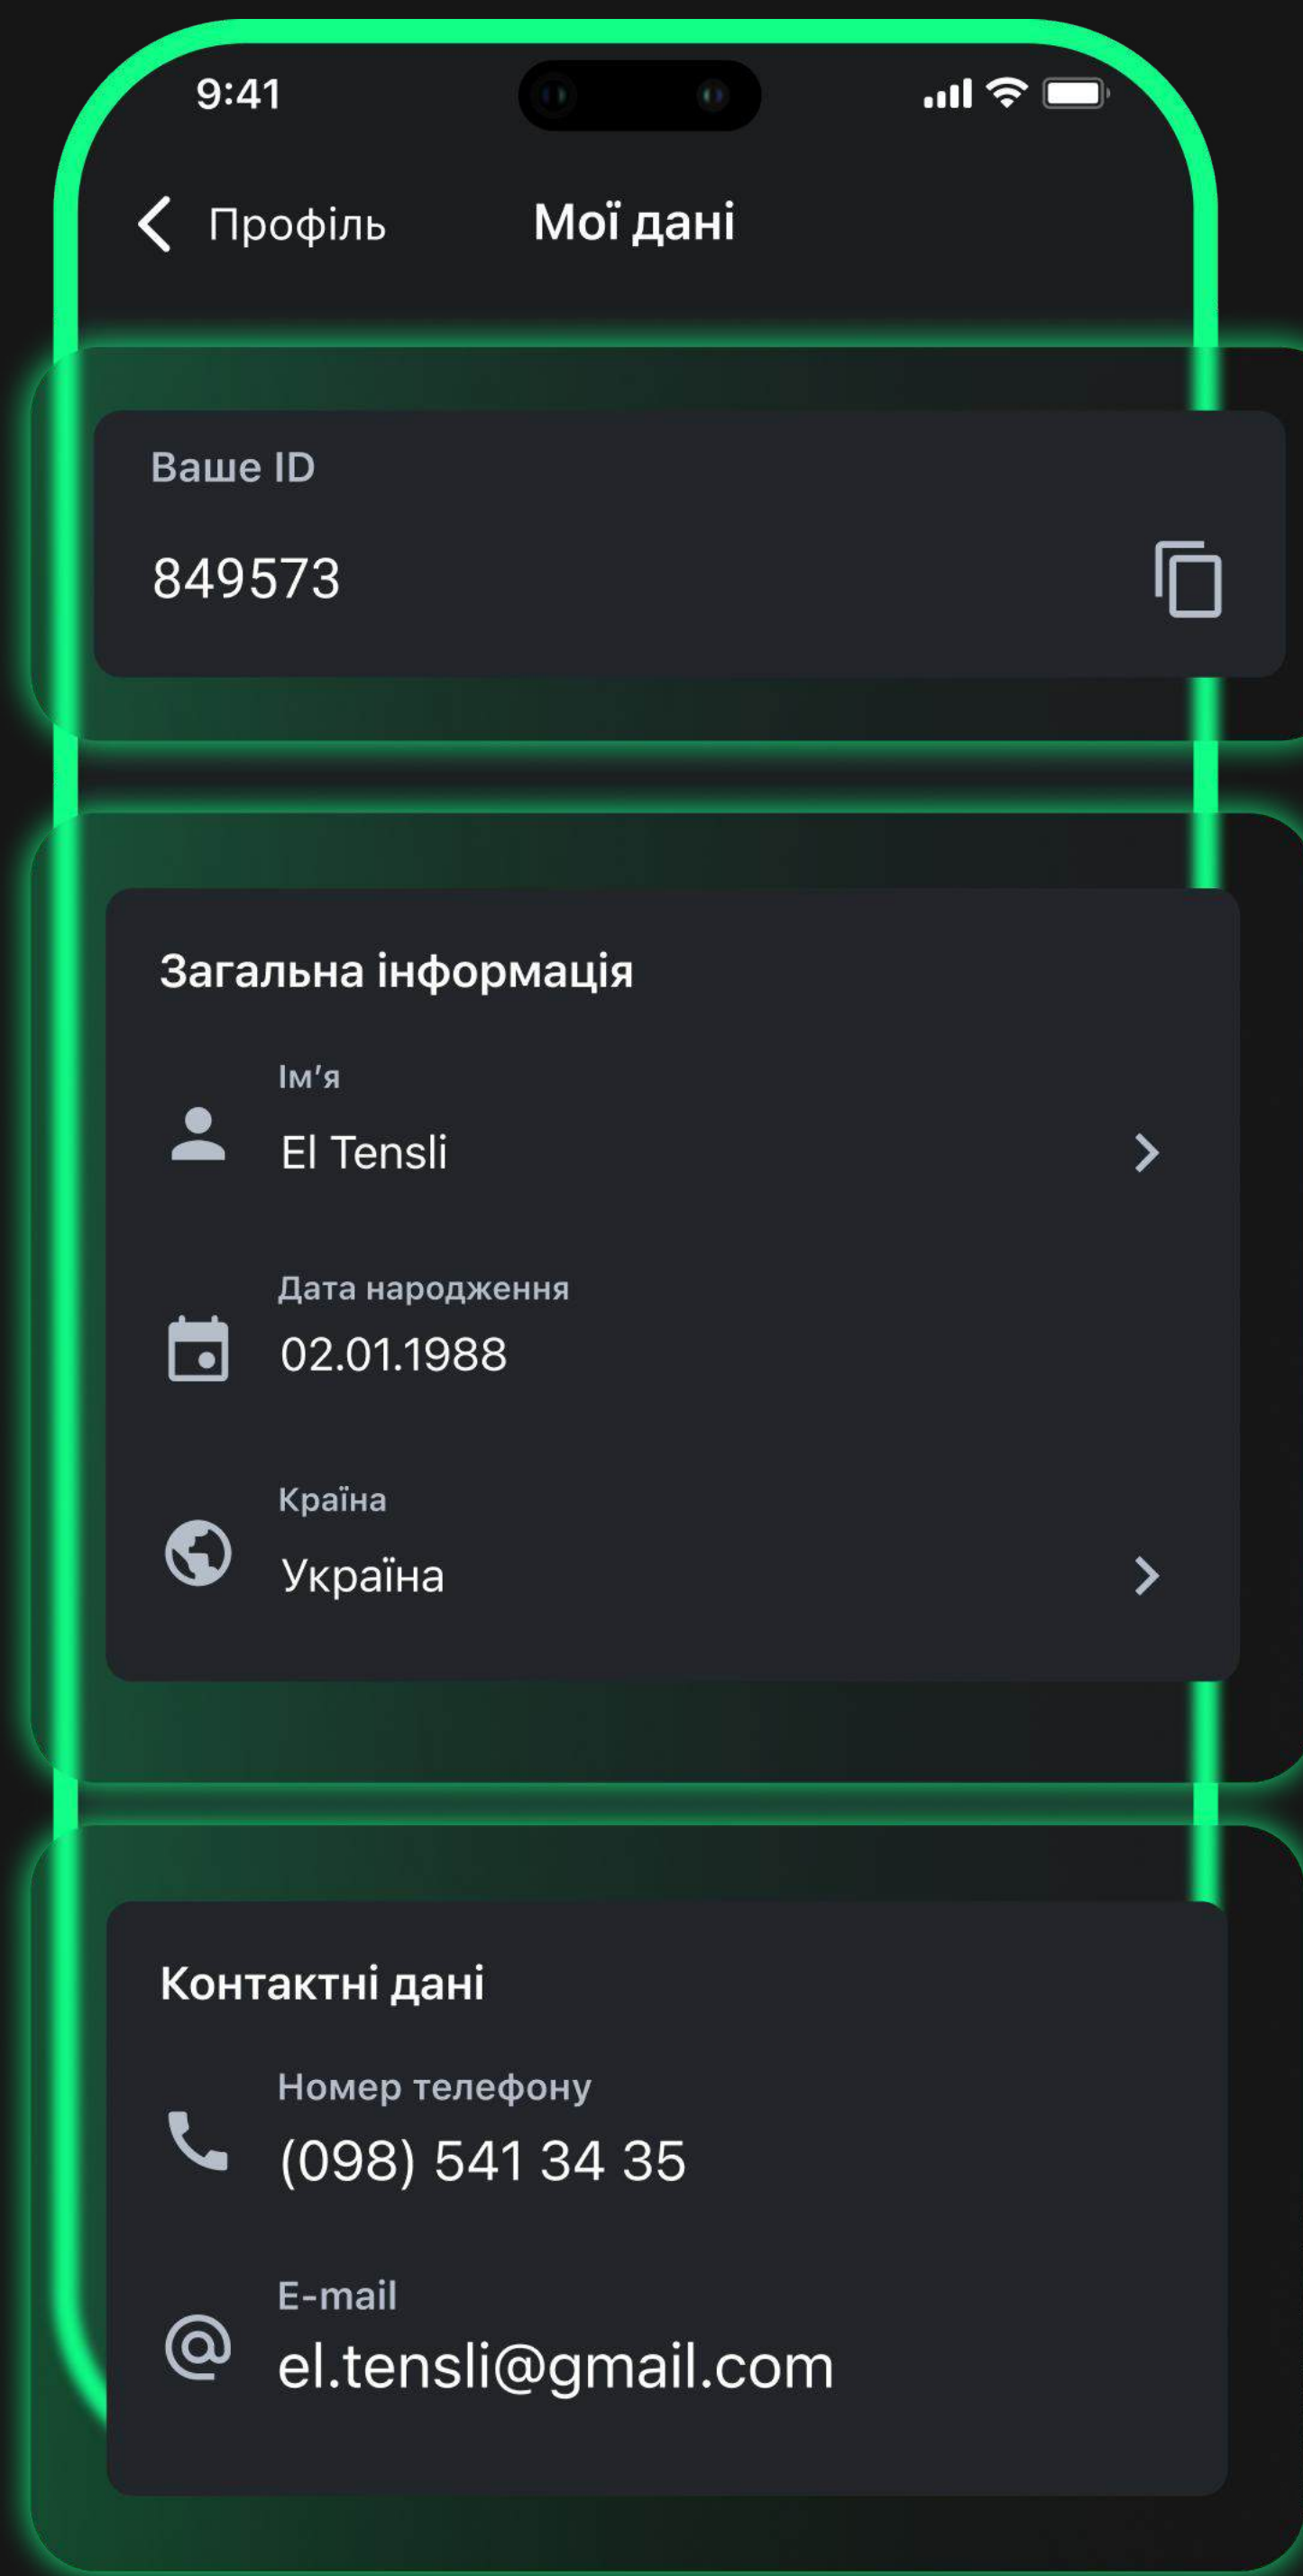 9:41
Профіль
Мої дані
Ваше ID
849573
Загальна інформація
Ім’я
El Tensli
Дата народження
02.01.1988
Країна
Україна
Контактні дані
Номер телефону
(098) 541 34 35
E-mail
el.tensli@gmail.com